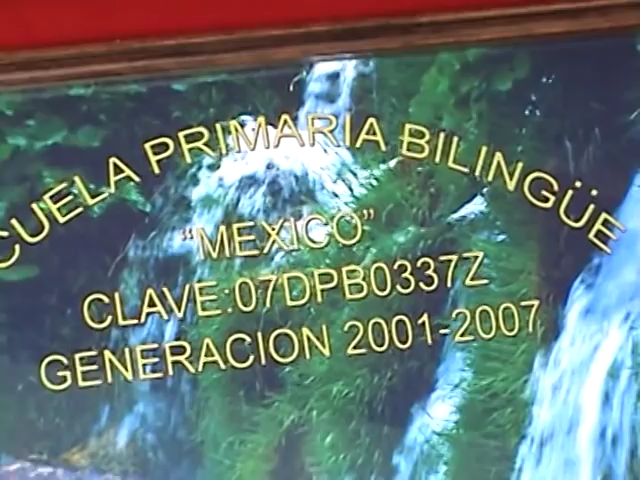 CUELA PRIMARIA BILINGÜE
"MEXICO"
CLAVE:07DPB0337Z
GENERACION 2001-2007